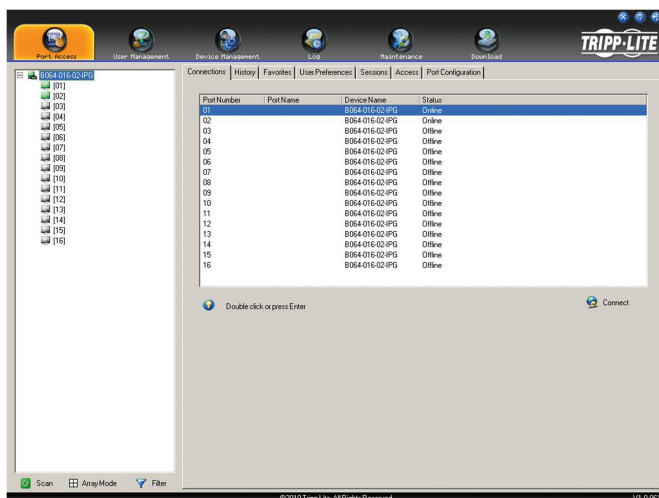 Port Access User Management Device Management Log Maintenance Download
TRIPP·LITE
B064-016-02-IPG
[01]
[02]
[03]
[04]
[05]
[06]
[07]
[08]
[09]
[10]
[11]
[12]
[13]
[14]
[15]
[16]
Connections History Favorites User Preferences Sessions Access Port Configuration
Port Number Port Name Device Name Status
01 B064-016-02-IPG Online
02 B064-016-02-IPG Online
03 B064-016-02-IPG Offline
04 B064-016-02-IPG Offline
05 B064-016-02-IPG Offline
06 B064-016-02-IPG Offline
07 B064-016-02-IPG Offline
08 B064-016-02-IPG Offline
09 B064-016-02-IPG Offline
10 B064-016-02-IPG Offline
11 B064-016-02-IPG Offline
12 B064-016-02-IPG Offline
13 B064-016-02-IPG Offline
14 B064-016-02-IPG Offline
15 B064-016-02-IPG Offline
16 B064-016-02-IPG Offline
Double click or press Enter
Connect
Scan Array Mode Filter
©2010 Tripp Lite. All Rights Reserved.